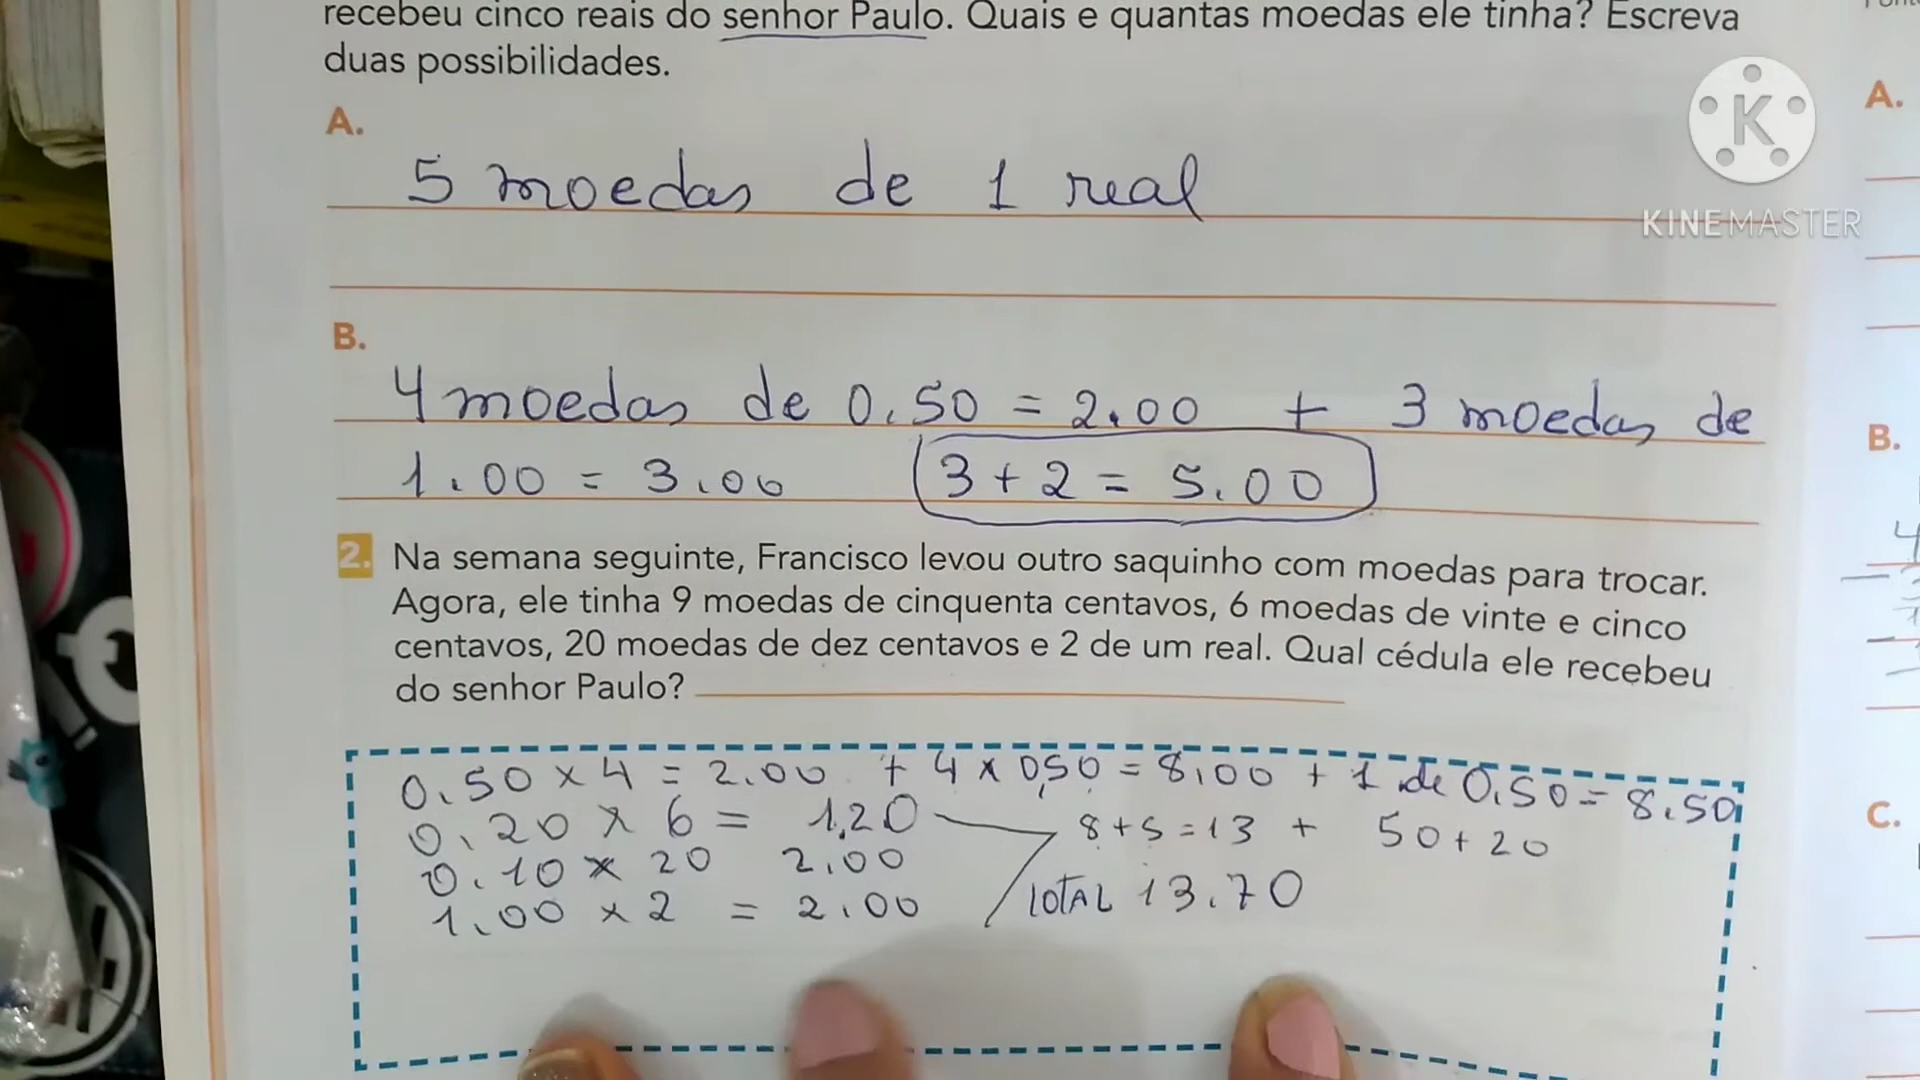 recebeu cinco reais do senhor Paulo. Quais e quantas moedas ele tinha? Escreva
duas possibilidades.
A.
5 moedas de 1 real
B.
4 moedas de 0.50 = 2.00 + 3 moedas de
1.00 = 3.00 3 + 2 = 5.00
2. Na semana seguinte, Francisco levou outro saquinho com moedas para trocar.
Agora, ele tinha 9 moedas de cinquenta centavos, 6 moedas de vinte e cinco
centavos, 20 moedas de dez centavos e 2 de um real. Qual cédula ele recebeu
do senhor Paulo?
0.50 x 4 = 2.00 + 4 x 0,50 = 8,00 + 1 de 0.50 = 8.50
0.20 x 6 = 1,20 8 + 5 = 13 + 50 + 20
0.10 x 20 2,00
1.00 x 2 = 2.00 TOTAL 13.70
KINEMASTER
A.
B.
C.